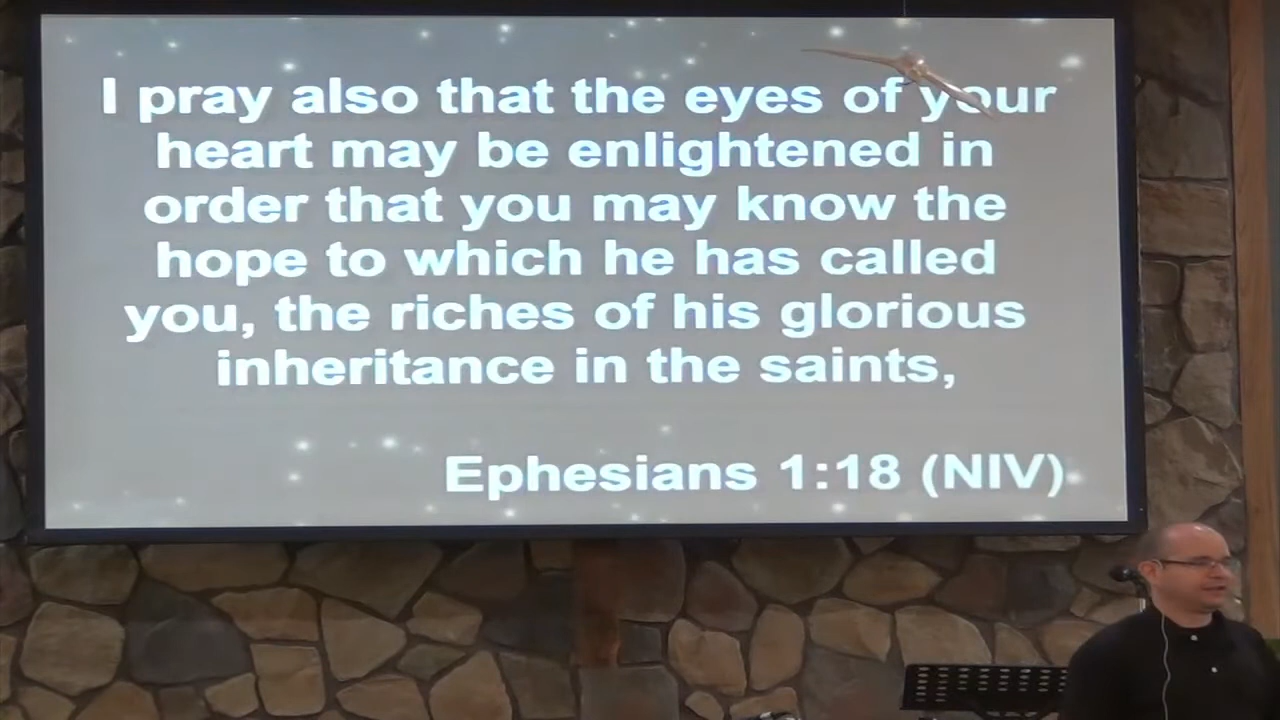 I pray also that the eyes of your
heart may be enlightened in
order that you may know the
hope to which he has called
you, the riches of his glorious
inheritance in the saints,
Ephesians 1:18 (NIV)